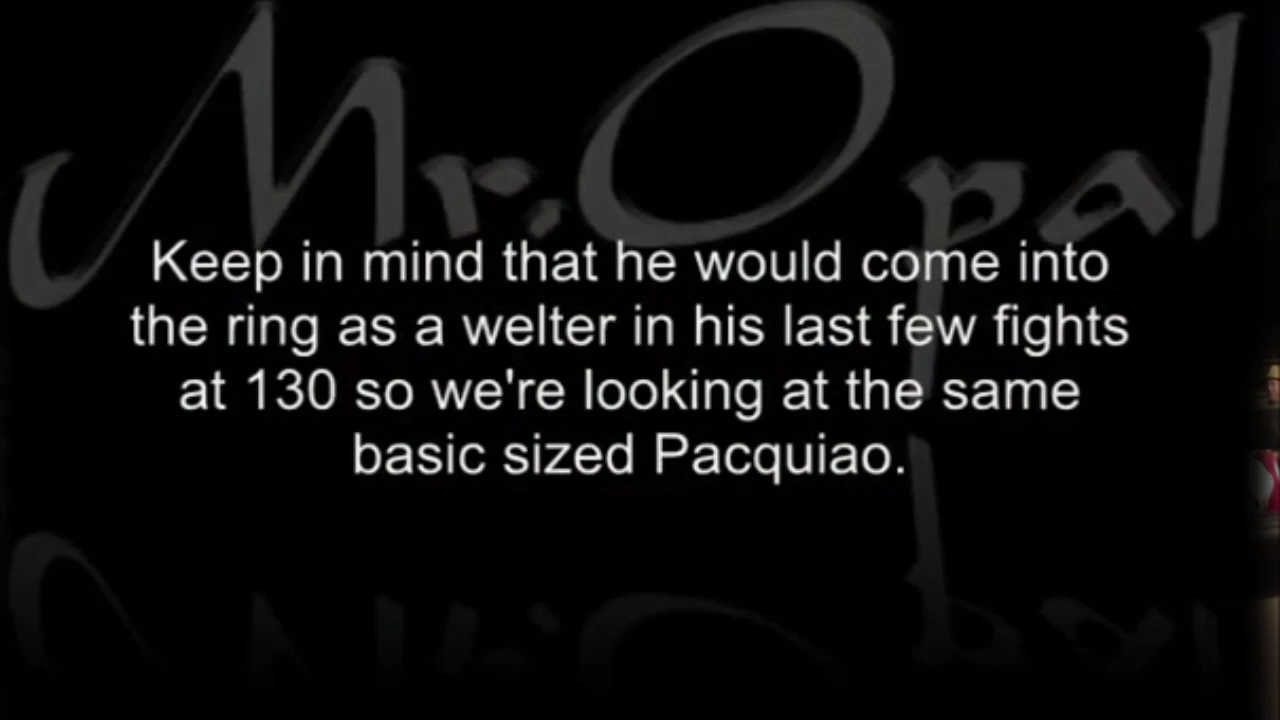 Mr. Opal
Keep in mind that he would come into
the ring as a welter in his last few fights
at 130 so we're looking at the same
basic sized Pacquiao.